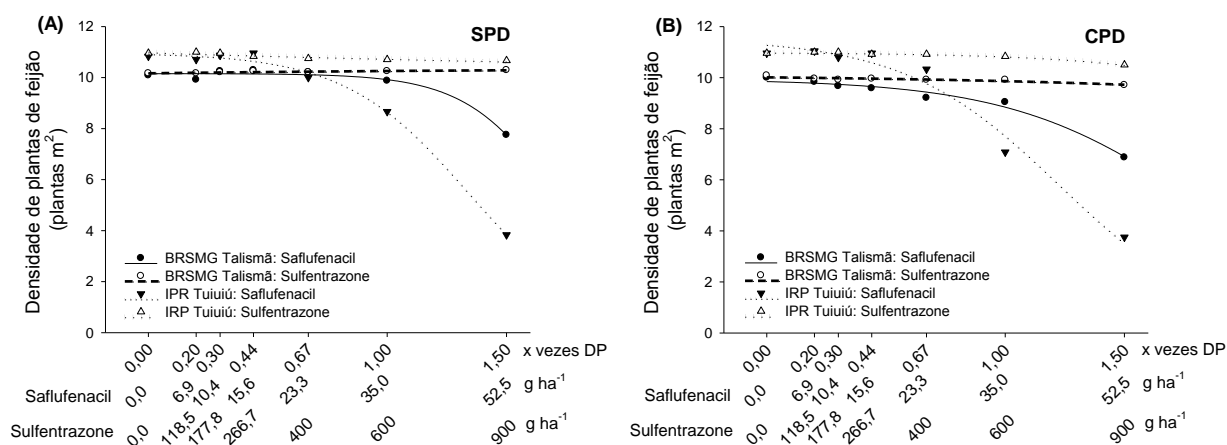 (A)
SPD
Densidade de plantas de feijão
(plantas m²)
12
10
8
6
4
2
0
BRSMG Talismã: Saflufenacil
BRSMG Talismã: Sulfentrazone
IPR Tuiuiú: Saflufenacil
IRP Tuiuiú: Sulfentrazone
0,00 0,20 0,30 0,44 0,67 1,00 1,50 x vezes DP
Saflufenacil 0,0 6,9 10,4 15,6 23,3 35,0 52,5 g ha⁻¹
Sulfentrazone 0,0 118,5 177,8 266,7 400 600 900 g ha⁻¹
(B)
CPD
Densidade de plantas de feijão
(plantas m²)
12
10
8
6
4
2
0
BRSMG Talismã: Saflufenacil
BRSMG Talismã: Sulfentrazone
IRP Tuiuiú: Saflufenacil
IPR Tuiuiú: Sulfentrazone
0,00 0,20 0,30 0,44 0,67 1,00 1,50 x vezes DP
Saflufenacil 0,0 6,9 10,4 15,6 23,3 35,0 52,5 g ha⁻¹
Sulfentrazone 0,0 118,5 177,8 266,7 400 600 900 g ha⁻¹